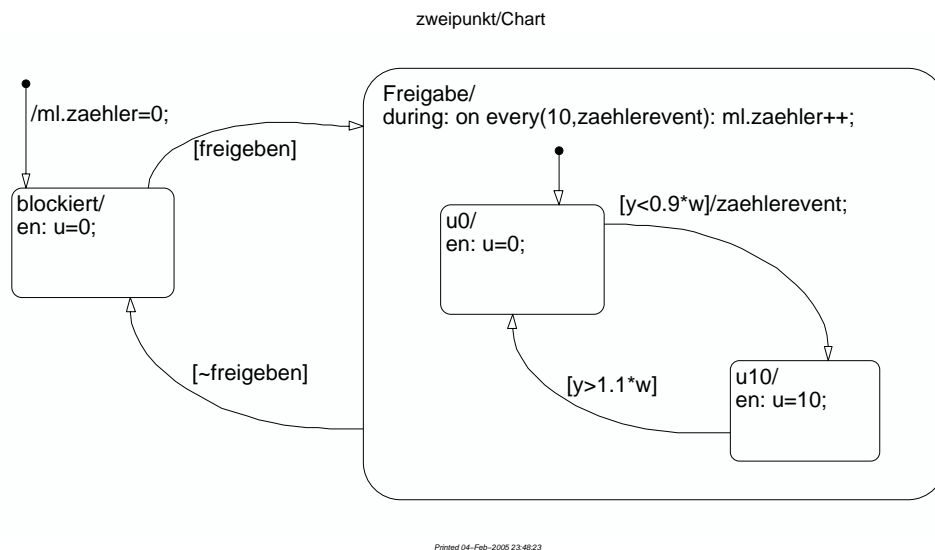 zweipunkt/Chart
/ml.zaehler=0;
[freigeben]
blockiert/
en: u=0;
[~freigeben]
Freigabe/
during: on every(10,zaehlerevent): ml.zaehler++;
u0/
en: u=0;
[y<0.9*w]/zaehlerevent;
[y>1.1*w]
u10/
en: u=10;
Printed 04–Feb–2005 23:48:23